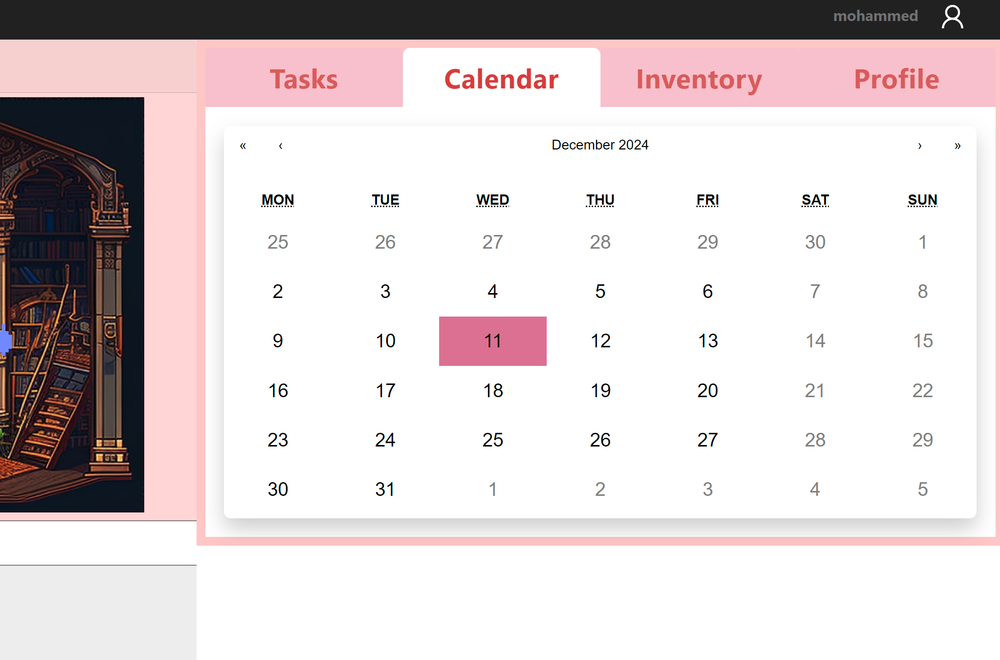 mohammed
Tasks Calendar Inventory Profile
« ‹ December 2024 › »
MON TUE WED THU FRI SAT SUN
25 26 27 28 29 30 1
2 3 4 5 6 7 8
9 10 11 12 13 14 15
16 17 18 19 20 21 22
23 24 25 26 27 28 29
30 31 1 2 3 4 5